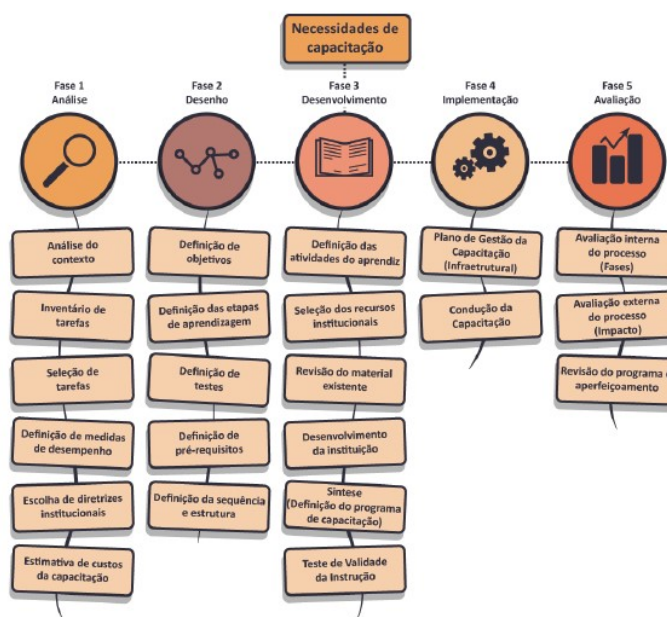 Necessidades de
capacitação
Fase 1
Análise
Fase 2
Desenho
Fase 3
Desenvolvimento
Fase 4
Implementação
Fase 5
Avaliação
Análise do
contexto
Inventário de
tarefas
Seleção de
tarefas
Definição de medidas
de desempenho
Escolha de diretrizes
institucionais
Estimativa de custos
da capacitação
Definição de
objetivos
Definição das etapas
de aprendizagem
Definição de
testes
Definição de
pré-requisitos
Definição da sequência
e estrutura
Definição das
atividades do aprendiz
Seleção dos recursos
institucionais
Revisão do material
existente
Desenvolvimento
da instituição
Síntese
(Definição do programa
de capacitação)
Teste de Validade
da Instrução
Plano de Gestão da
Capacitação
(Infraetrutural)
Condução da
Capacitação
Avaliação interna
do processo
(Fases)
Avaliação externa
do processo
(Impacto)
Revisão do programa e
aperfeiçoamento